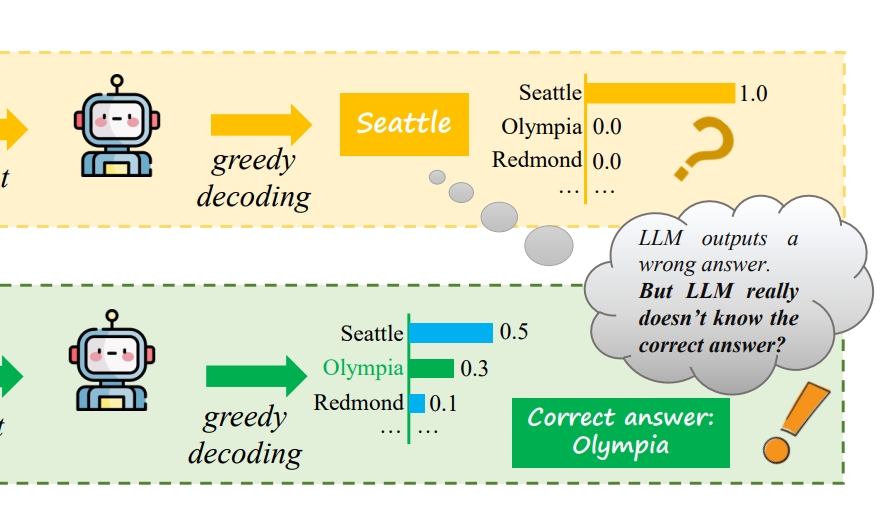 t
greedy
decoding
Seattle
Seattle 1.0
Olympia 0.0
Redmond 0.0
... ...
LLM outputs a
wrong answer.
But LLM really
doesn't know the
correct answer?
t
greedy
decoding
Seattle 0.5
Olympia 0.3
Redmond 0.1
... ...
Correct answer:
Olympia